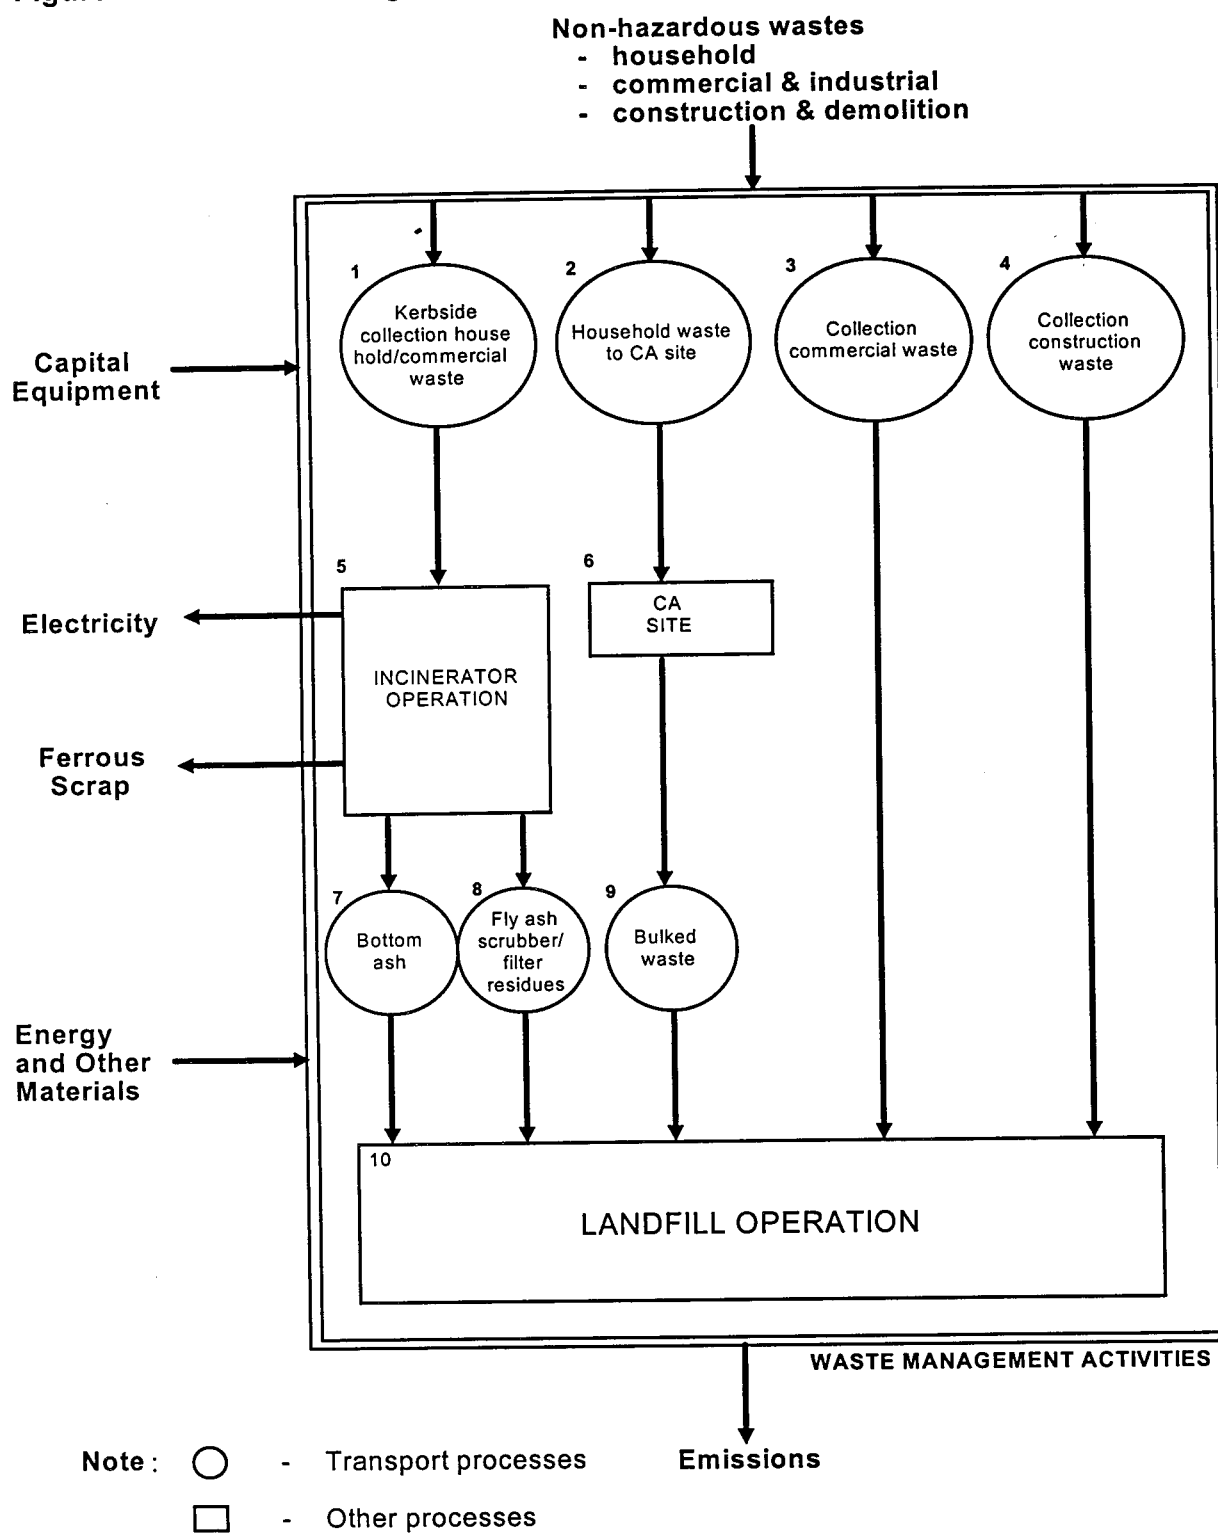 Non-hazardous wastes
- household
- commercial & industrial
- construction & demolition
1
Kerbside
collection house
hold/commercial
waste
2
Household waste
to CA site
3
Collection
commercial waste
4
Collection
construction
waste
Capital
Equipment
5
INCINERATOR
OPERATION
6
CA
SITE
Electricity
Ferrous
Scrap
7
Bottom
ash
8
Fly ash
scrubber/
filter
residues
9
Bulked
waste
Energy
and Other
Materials
10
LANDFILL OPERATION
WASTE MANAGEMENT ACTIVITIES
Emissions
Note :
- Transport processes
- Other processes